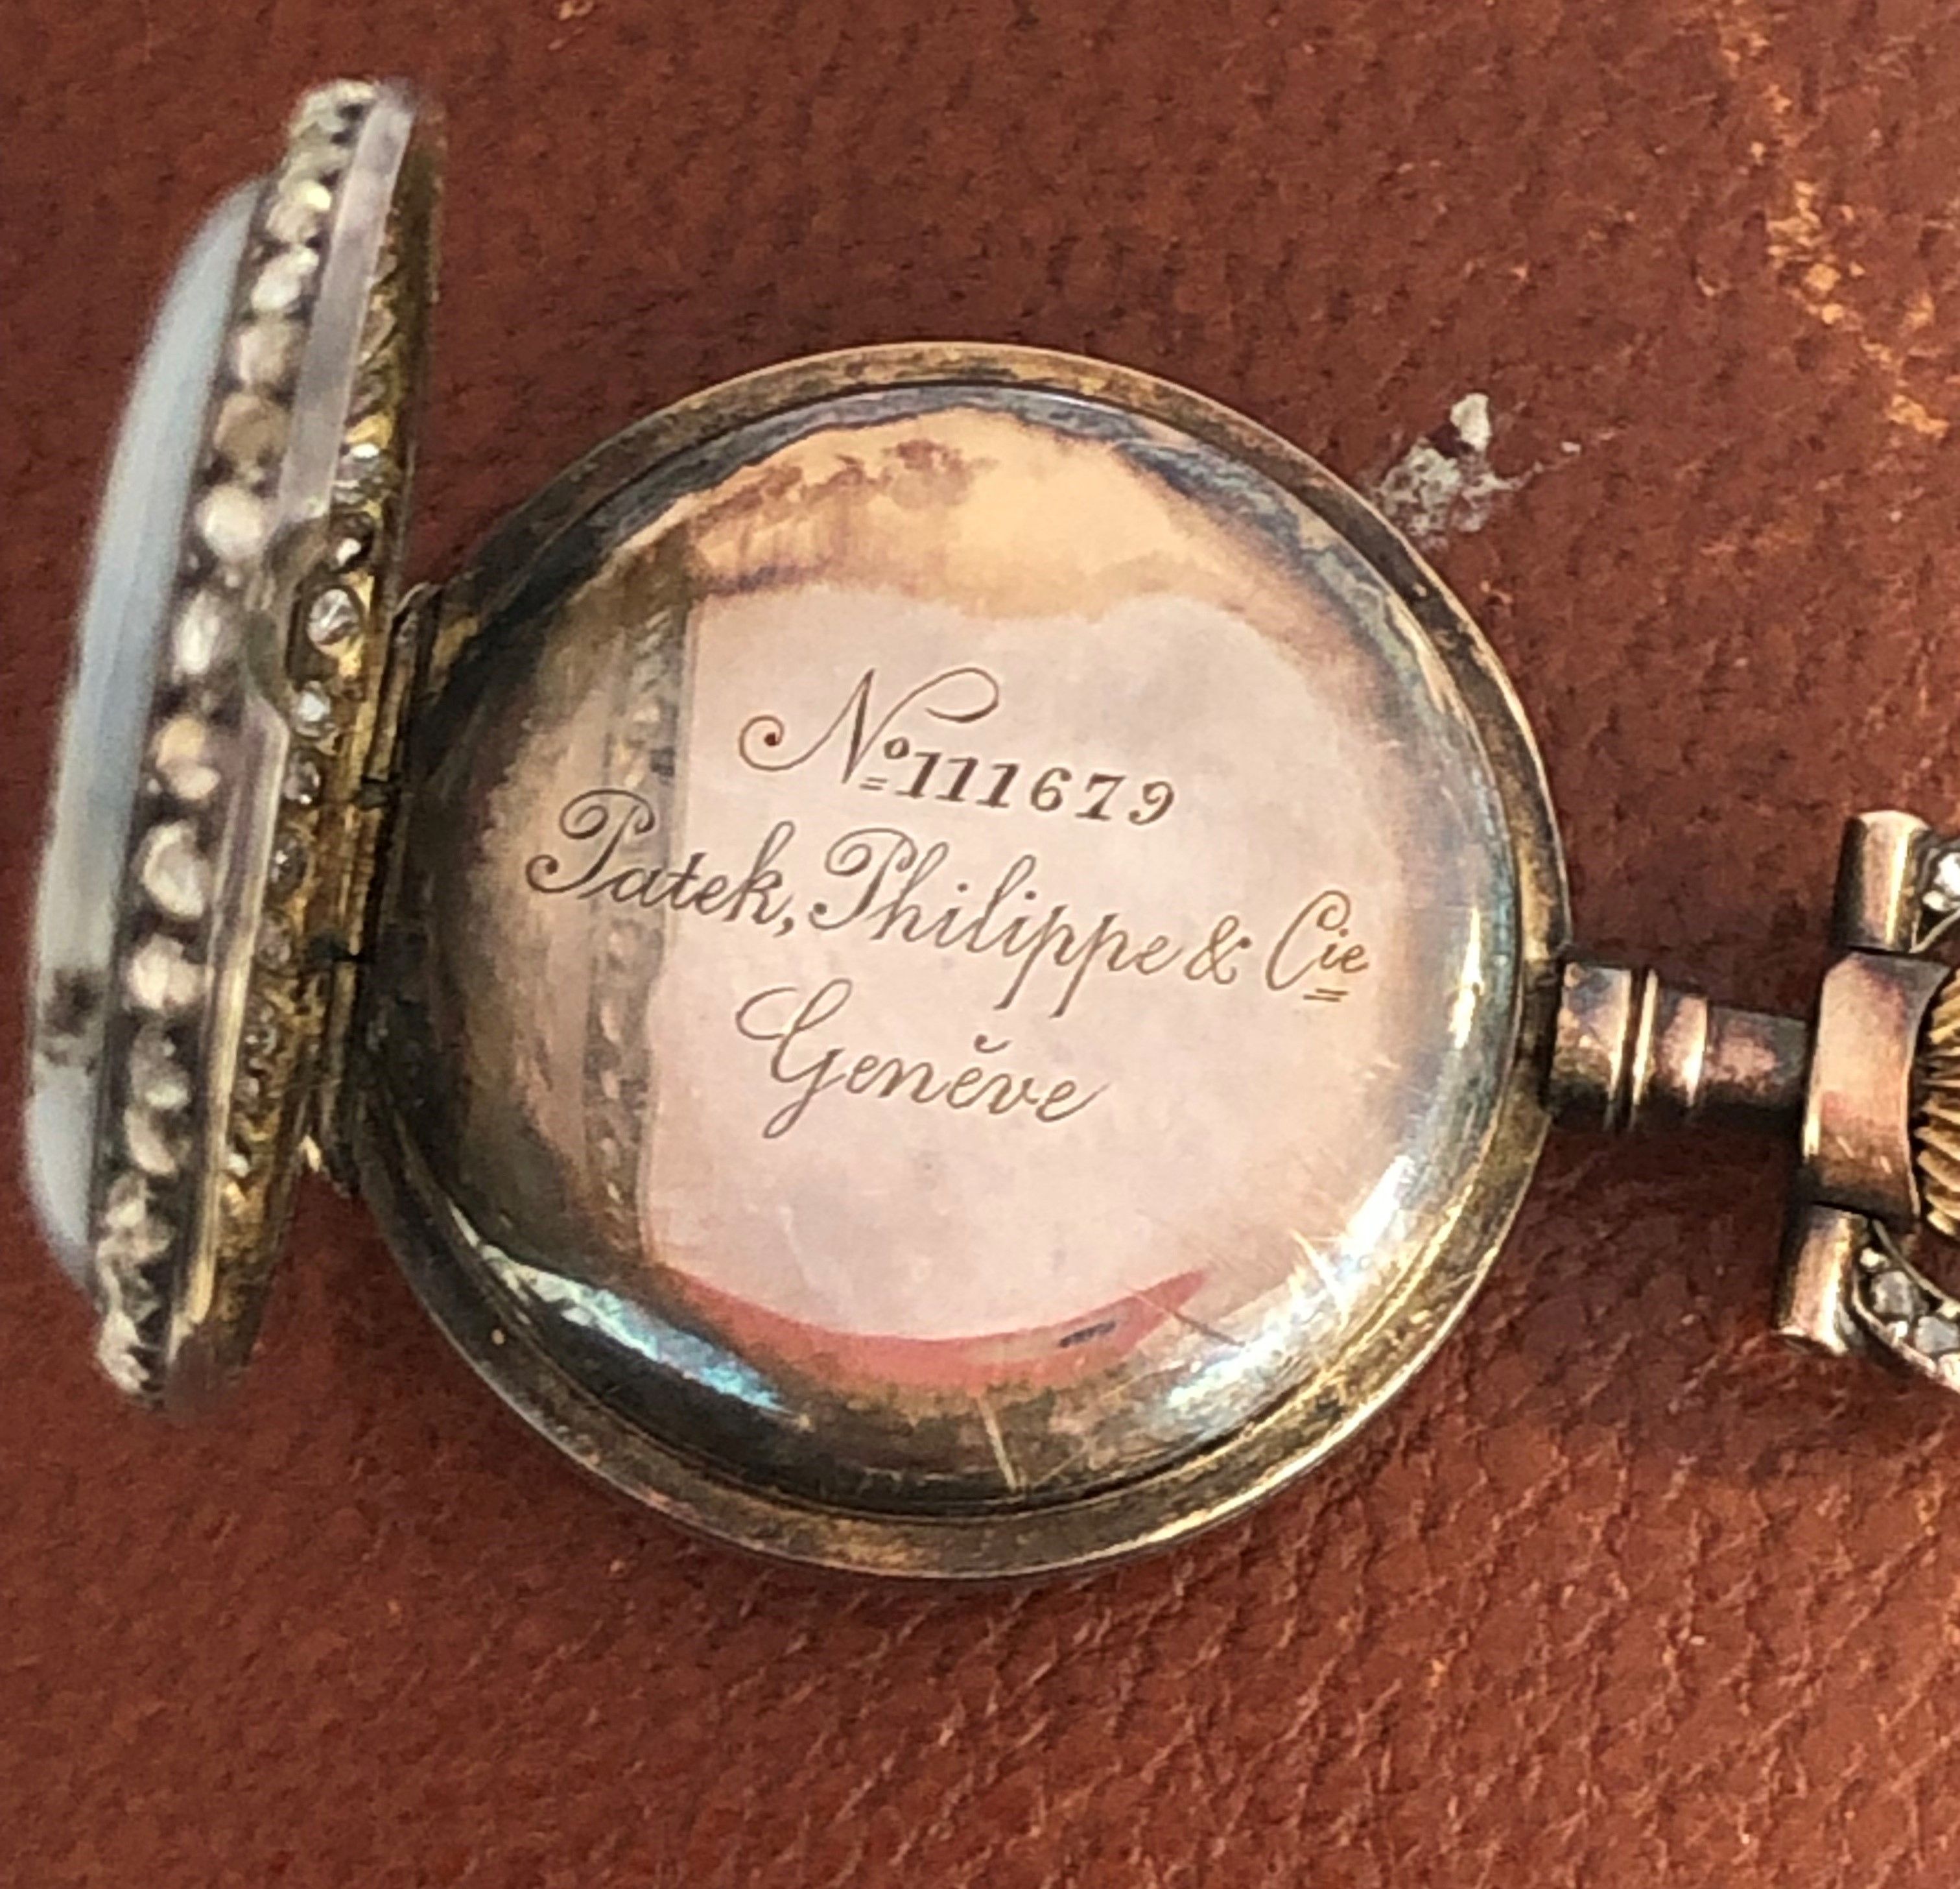 Nº 111679
Patek, Philippe & Cie
Genève